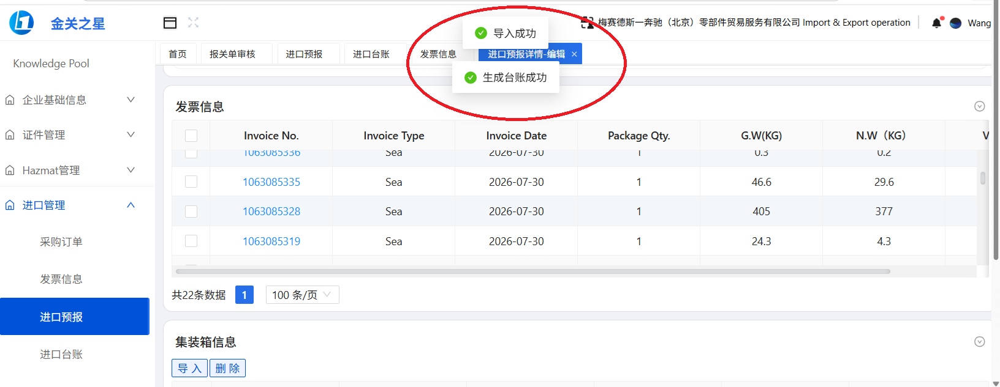 金关之星
导入成功
梅赛德斯一奔驰（北京）零部件贸易服务有限公司 Import & Export operation
Wang
首页
报关单审核
进口预报
进口台账
发票信息
进口预报详情-编辑
生成台账成功
Knowledge Pool
企业基础信息
证件管理
Hazmat管理
进口管理
采购订单
发票信息
进口预报
进口台账
发票信息
Invoice No. Invoice Type Invoice Date Package Qty. G.W(KG) N.W（KG） V
1063085336 Sea 2026-07-30 1 0.3 0.2
1063085335 Sea 2026-07-30 1 46.6 29.6
1063085328 Sea 2026-07-30 1 405 377
1063085319 Sea 2026-07-30 1 24.3 4.3
共22条数据 1 100 条/页
集装箱信息
导 入 删 除